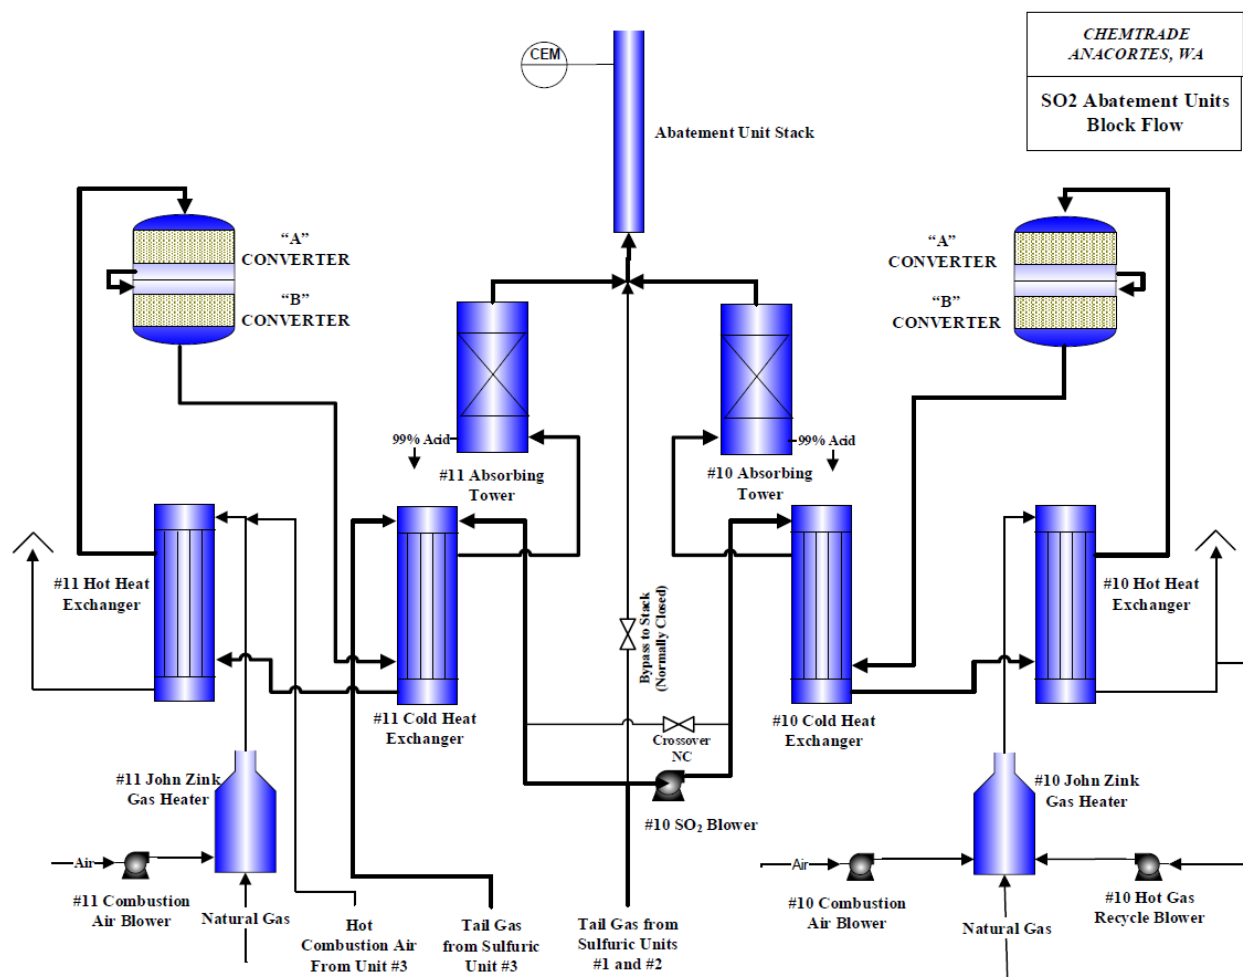 CHEMTRADE
ANACORTES, WA
SO2 Abatement Units
Block Flow
CEM
Abatement Unit Stack
“A”
CONVERTER
“B”
CONVERTER
“A”
CONVERTER
“B”
CONVERTER
99% Acid
#11 Absorbing
Tower
99% Acid
#10 Absorbing
Tower
#11 Hot Heat
Exchanger
#10 Hot Heat
Exchanger
Bypass to Stack
(Normally Closed)
#11 Cold Heat
Exchanger
#10 Cold Heat
Exchanger
Crossover
NC
#11 John Zink
Gas Heater
#10 SO₂ Blower
#10 John Zink
Gas Heater
Air
#11 Combustion
Air Blower
Natural Gas
Hot
Combustion Air
From Unit #3
Tail Gas
from Sulfuric
Unit #3
Tail Gas from
Sulfuric Units
#1 and #2
Air
#10 Combustion
Air Blower
Natural Gas
#10 Hot Gas
Recycle Blower